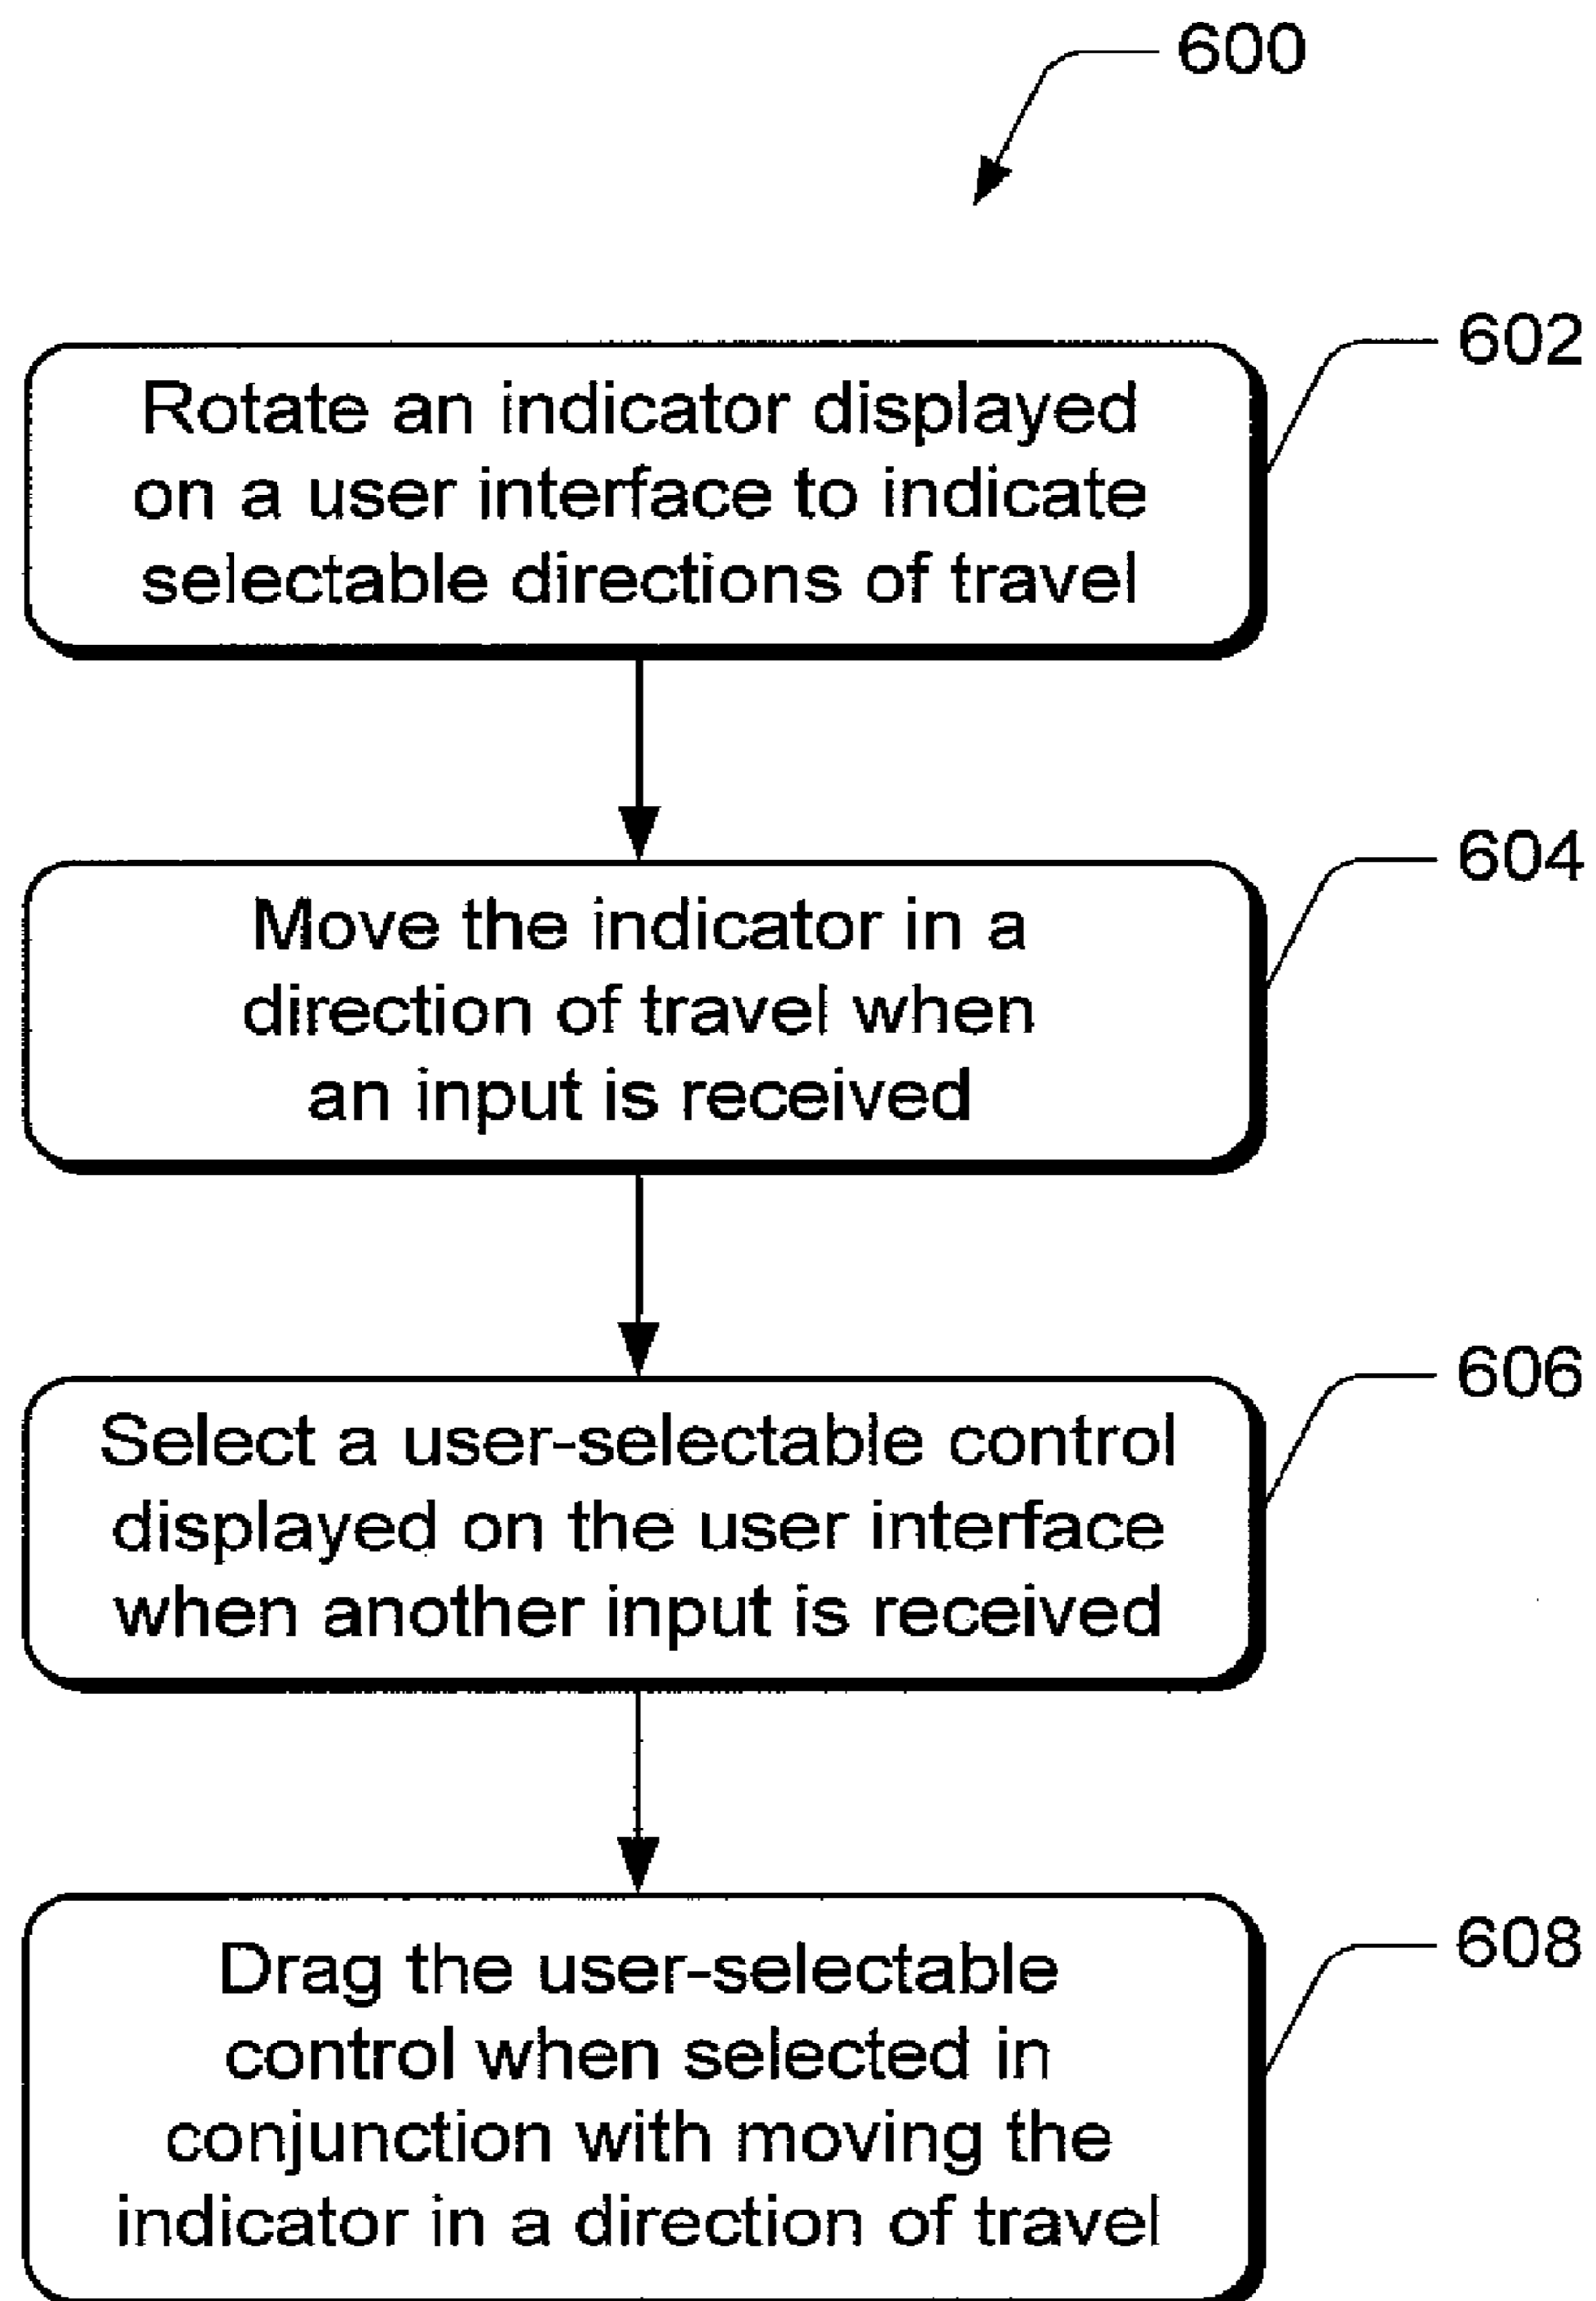 600
602
Rotate an indicator displayed
on a user interface to indicate
selectable directions of travel
604
Move the indicator in a
direction of travel when
an input is received
606
Select a user-selectable control
displayed on the user interface
when another input is received
608
Drag the user-selectable
control when selected in
conjunction with moving the
indicator in a direction of travel